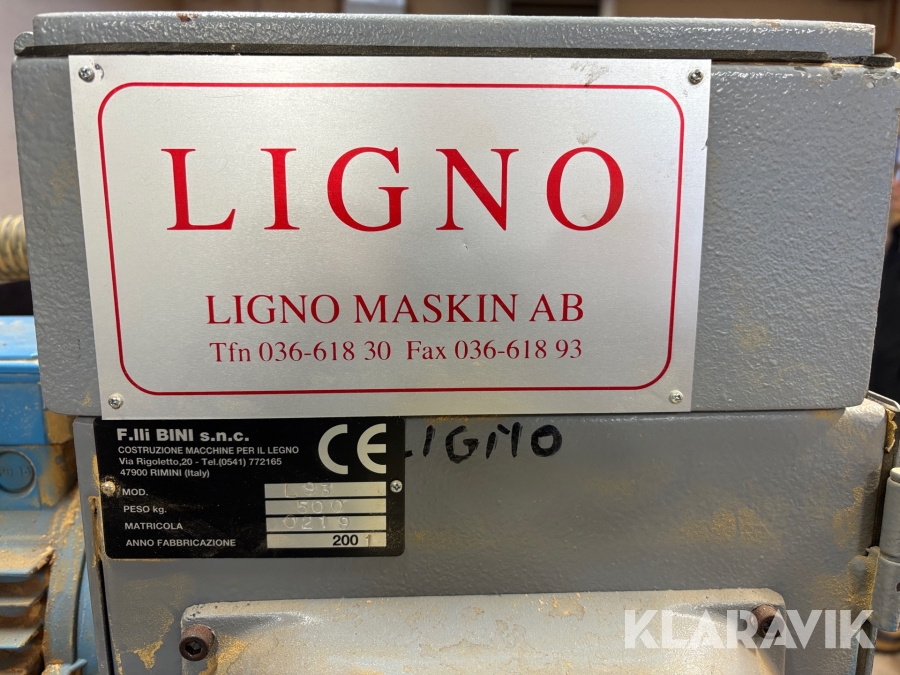 LIGNO
LIGNO MASKIN AB
Tfn 036-618 30 Fax 036-618 93
F.lli BINI s.n.c.
COSTRUZIONE MACCHINE PER IL LEGNO
Via Rigoletto,20 - Tel.(0541) 772165
47900 RIMINI (Italy)
CE
MOD. L93
PESO kg. 500
MATRICOLA 0219
ANNO FABBRICAZIONE 2001
LIGNO
KLARAVIK